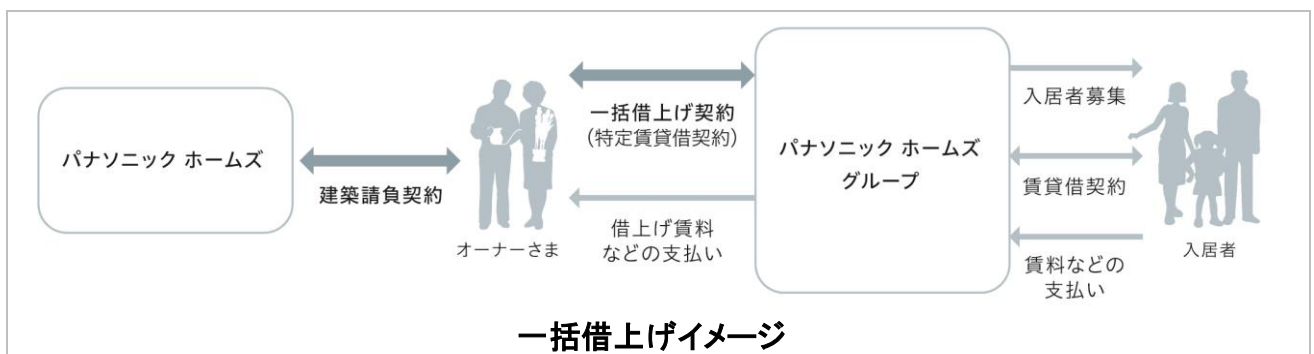 パナソニック ホームズ
建築請負契約
オーナーさま
一括借上げ契約
(特定賃貸借契約)
借上げ賃料
などの支払い
パナソニック ホームズ
グループ
入居者募集
賃貸借契約
賃料などの
支払い
入居者
一括借上げイメージ